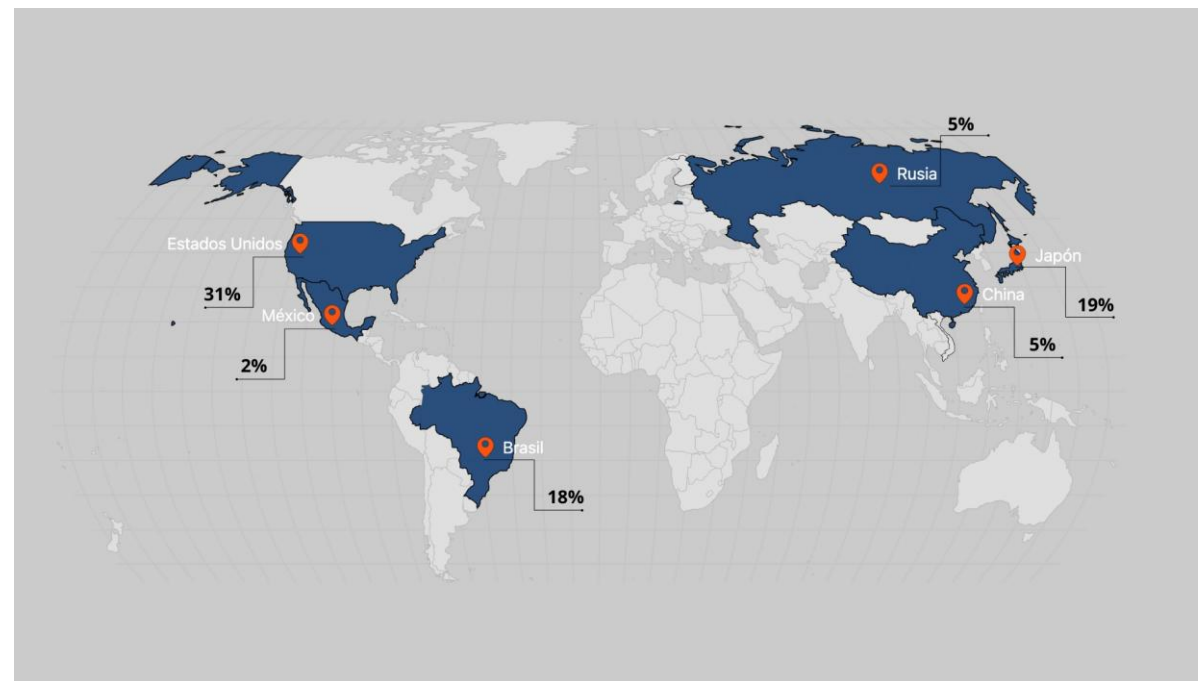 5%
Rusia
Estados Unidos
Japón
31%
China
México
19%
5%
2%
Brasil
18%